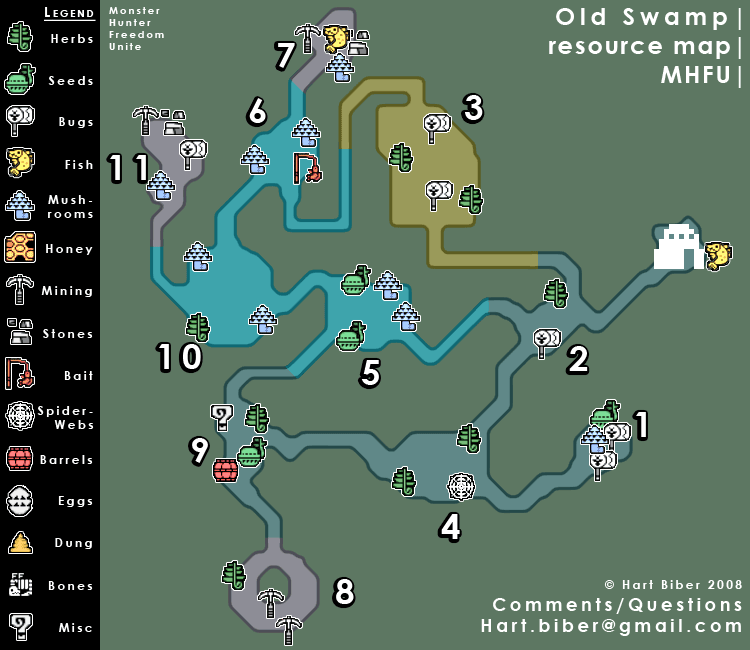 LEGEND
Herbs
Seeds
Bugs
Fish
Mush-
rooms
Honey
Mining
Stones
Bait
Spider-
Webs
Barrels
Eggs
Dung
Bones
Misc
Monster
Hunter
Freedom
Unite
Old Swamp|
resource map|
MHFU|
7
6
3
11
10
5
2
1
9
4
8
© Hart Biber 2008
Comments/Questions
Hart.biber@gmail.com